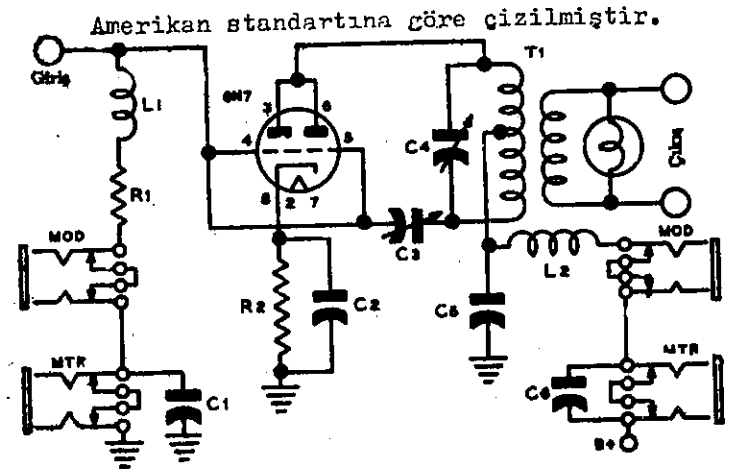 Amerikan standartına göre çizilmiştir.
Giriş
L1
R1
MOD
MTR
C1
6N7
3
6
4
5
8
2
7
R2
C2
C3
C4
T1
C5
L2
Çıkış
MOD
MTR
C6
B+